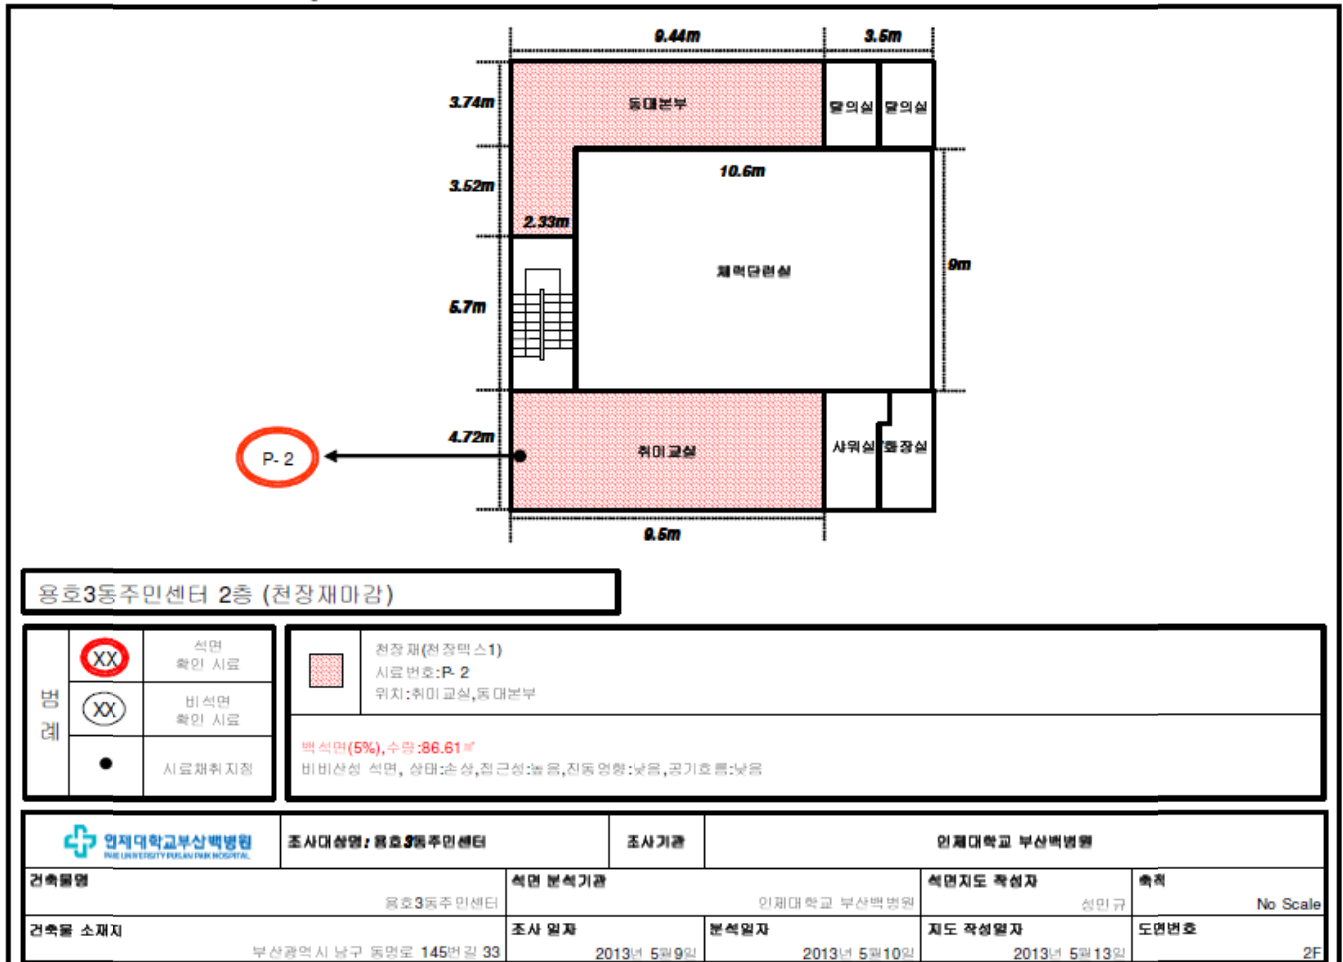 9.44m 3.5m
3.74m 동대본부 탈의실 탈의실
10.6m
3.52m
2.33m
체력단련실 9m
5.7m
4.72m 취미교실 샤워실 화장실
P-2
9.5m
용호3동주민센터 2층 (천장재마감)
범례
XX 석면 확인 시료
XX 비석면 확인 시료
시료채취지점
천장재(천장텍스1)
시료번호:P-2
위치:취미교실,동대본부
백석면(5%),수량:86.61㎡
비비산성 석면, 상태:손상,접근성:높음,진동영향:낮음,공기흐름:낮음
인제대학교부산백병원 조사대상명: 용호3동주민센터 조사기관 인제대학교 부산백병원
INJE UNIVERSITY PUSAN PAIK HOSPITAL
건축물명 석면 분석기관 석면지도 작성자 축척
용호3동주민센터 인제대학교 부산백병원 성민규 No Scale
건축물 소재지 조사 일자 분석일자 지도 작성일자 도면번호
부산광역시 남구 동명로 145번길 33 2013년 5월9일 2013년 5월10일 2013년 5월13일 2F